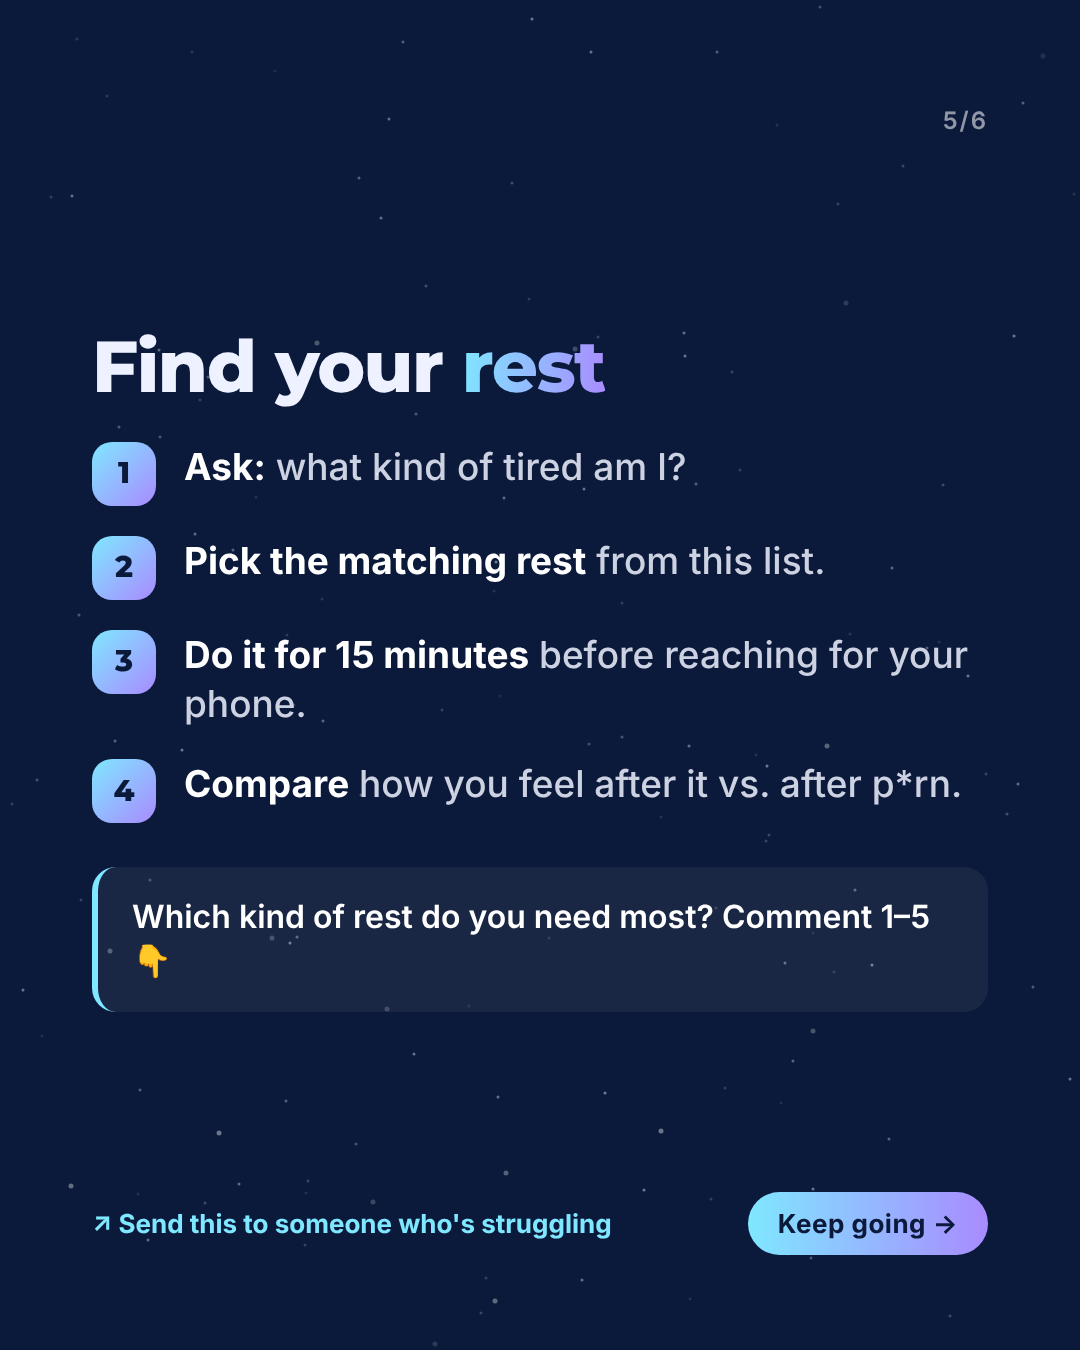 5/6
Find your rest
1 Ask: what kind of tired am I?
2 Pick the matching rest from this list.
3 Do it for 15 minutes before reaching for your
phone.
4 Compare how you feel after it vs. after p*rn.
Which kind of rest do you need most? Comment 1–5
👇
↗ Send this to someone who's struggling
Keep going →